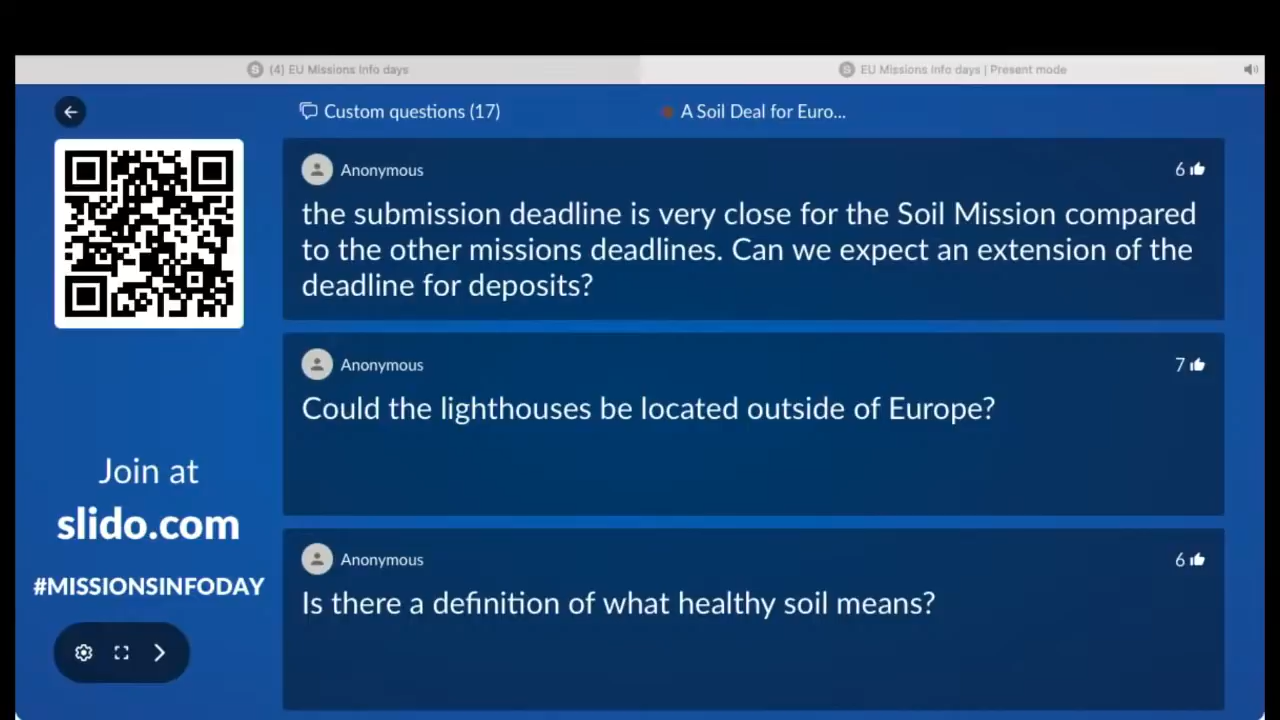 (4) EU Missions Info days
EU Missions Info days | Present mode
Custom questions (17)
A Soil Deal for Euro...
Anonymous
6
the submission deadline is very close for the Soil Mission compared
to the other missions deadlines. Can we expect an extension of the
deadline for deposits?
Anonymous
7
Could the lighthouses be located outside of Europe?
Join at
slido.com
#MISSIONSINFODAY
Anonymous
6
Is there a definition of what healthy soil means?